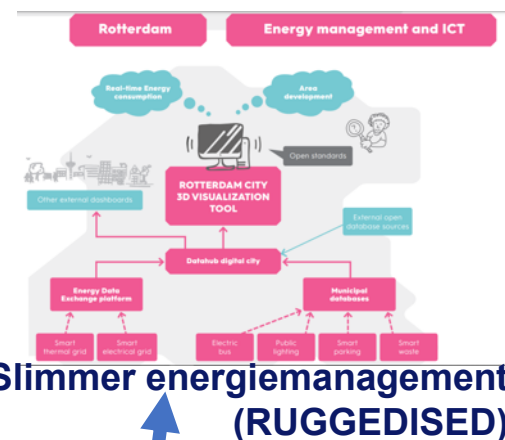 Rotterdam
Energy management and ICT
Real-time Energy
consumption
Area
development
Open standards
ROTTERDAM CITY
3D VISUALIZATION
TOOL
Other external dashboards
External open
database sources
Datahub digital city
Energy Data
Exchange platform
Municipal
databases
Smart
thermal grid
Smart
electrical grid
Electric
bus
Public
lighting
Smart
parking
Smart
waste
Slimmer energiemanagement
(RUGGEDISED)